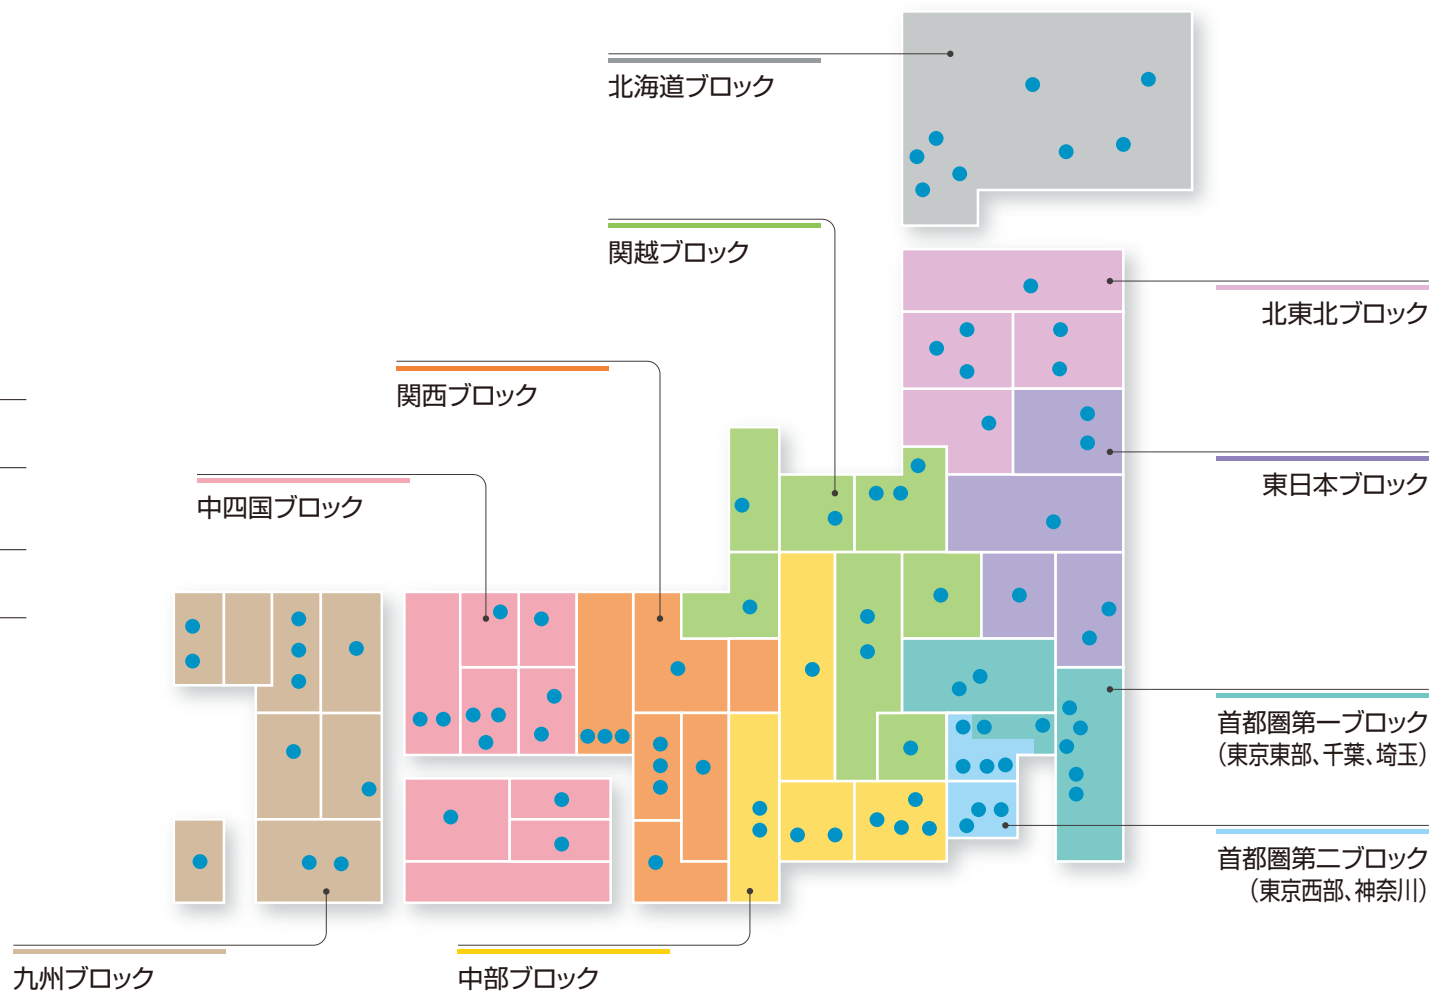 北海道ブロック
関越ブロック
北東北ブロック
関西ブロック
東日本ブロック
中四国ブロック
首都圏第一ブロック
（東京東部、千葉、埼玉）
首都圏第二ブロック
（東京西部、神奈川）
九州ブロック
中部ブロック